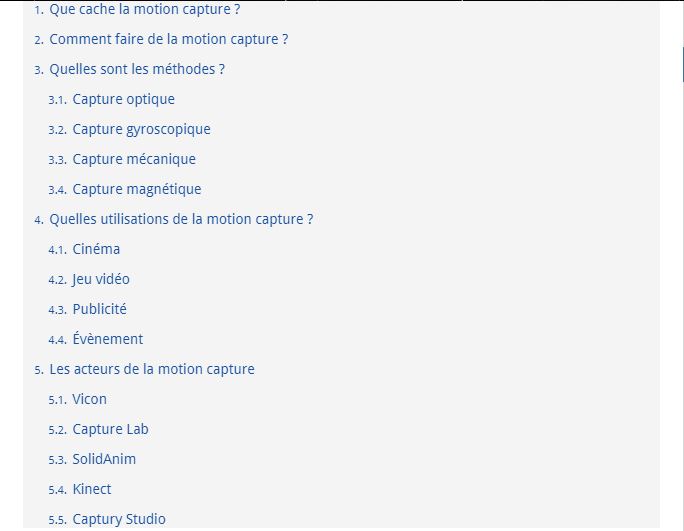 1. Que cache la motion capture ?
2. Comment faire de la motion capture ?
3. Quelles sont les méthodes ?
3.1. Capture optique
3.2. Capture gyroscopique
3.3. Capture mécanique
3.4. Capture magnétique
4. Quelles utilisations de la motion capture ?
4.1. Cinéma
4.2. Jeu vidéo
4.3. Publicité
4.4. Évènement
5. Les acteurs de la motion capture
5.1. Vicon
5.2. Capture Lab
5.3. SolidAnim
5.4. Kinect
5.5. Captury Studio